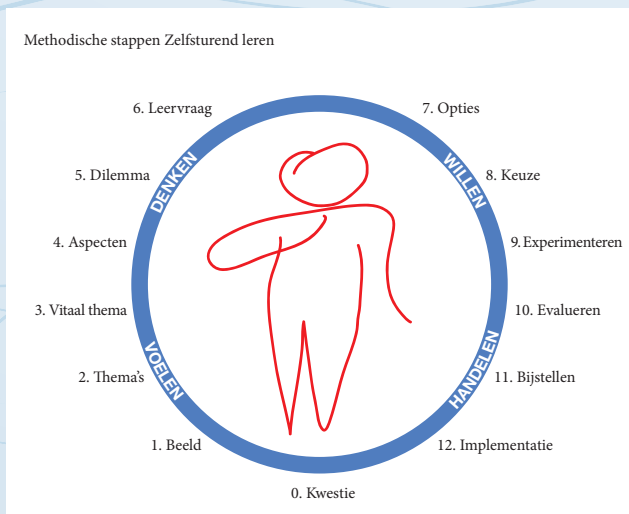 Methodische stappen Zelfsturend leren
6. Leervraag
7. Opties
5. Dilemma
DENKEN
WILLEN
8. Keuze
4. Aspecten
9. Experimenteren
3. Vitaal thema
10. Evalueren
VOELEN
HANDELEN
2. Thema's
11. Bijstellen
1. Beeld
12. Implementatie
0. Kwestie